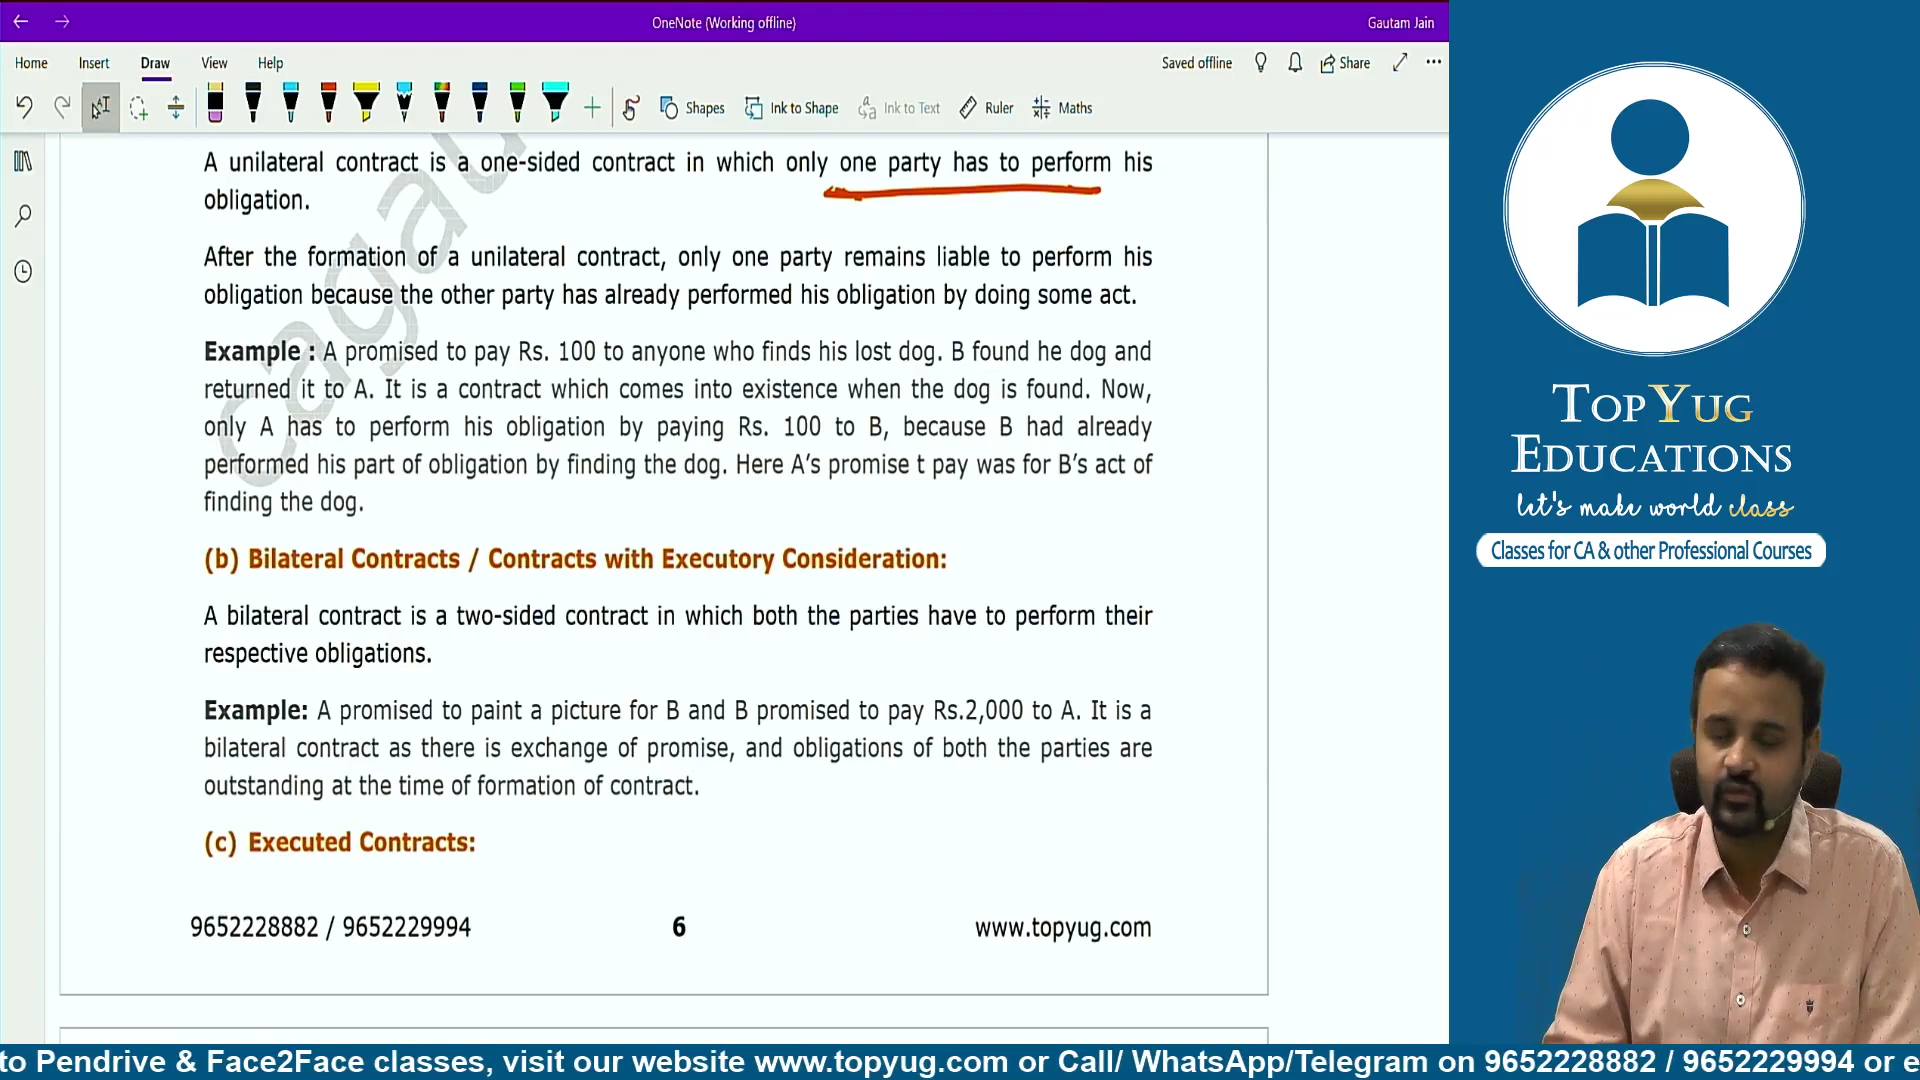 OneNote (Working offline)
Gautam Jain
Home Insert Draw View Help
Saved offline
Share
Shapes
Ink to Shape
Ink to Text
Ruler
Maths
A unilateral contract is a one-sided contract in which only one party has to perform his
obligation.
After the formation of a unilateral contract, only one party remains liable to perform his
obligation because the other party has already performed his obligation by doing some act.
Example : A promised to pay Rs. 100 to anyone who finds his lost dog. B found he dog and
returned it to A. It is a contract which comes into existence when the dog is found. Now,
only A has to perform his obligation by paying Rs. 100 to B, because B had already
performed his part of obligation by finding the dog. Here A's promise t pay was for B's act of
finding the dog.
(b) Bilateral Contracts / Contracts with Executory Consideration:
A bilateral contract is a two-sided contract in which both the parties have to perform their
respective obligations.
Example: A promised to paint a picture for B and B promised to pay Rs.2,000 to A. It is a
bilateral contract as there is exchange of promise, and obligations of both the parties are
outstanding at the time of formation of contract.
(c) Executed Contracts:
9652228882 / 9652229994 6 www.topyug.com
TOPYUG
EDUCATIONS
let's make world class
Classes for CA & other Professional Courses
to Pendrive & Face2Face classes, visit our website www.topyug.com or Call/ WhatsApp/Telegram on 9652228882 / 9652229994 or e